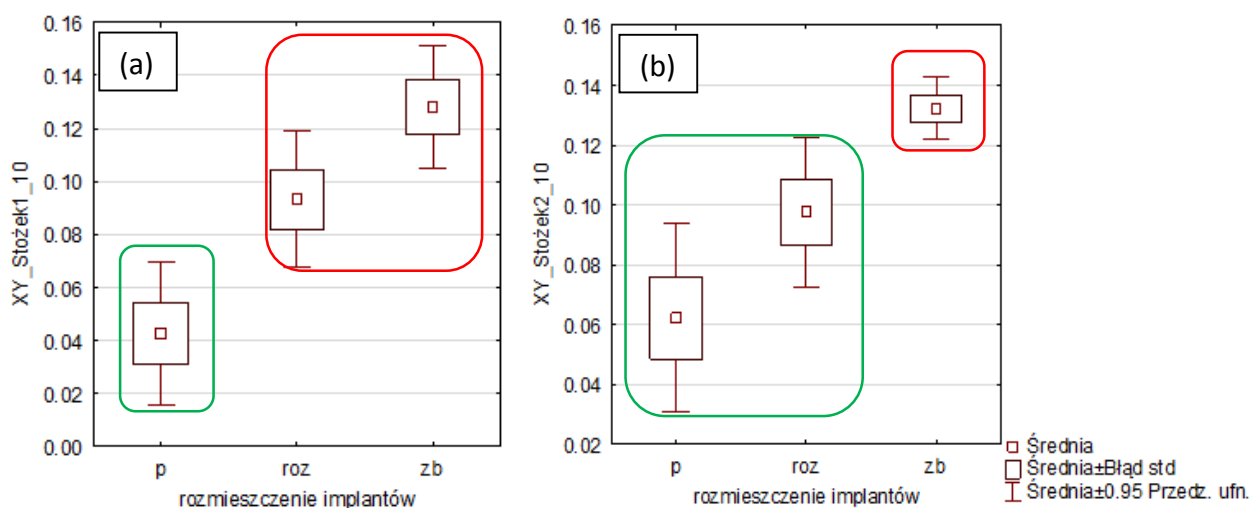 (a)
XY_Stożek1_10
0.16
0.14
0.12
0.10
0.08
0.06
0.04
0.02
0.00
p roz zb
rozmieszczenie implantów
(b)
XY_Stożek2_10
0.16
0.14
0.12
0.10
0.08
0.06
0.04
0.02
p roz zb
rozmieszczenie implantów
Średnia
Średnia±Błąd std
Średnia±0.95 Przedz. ufn.